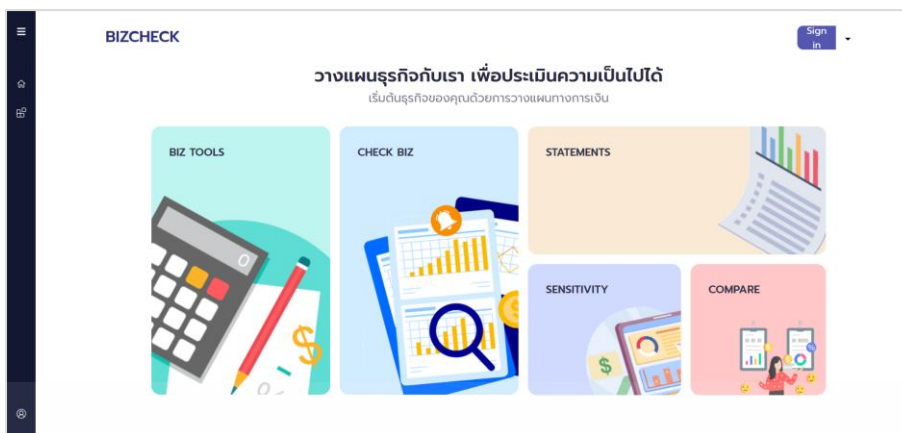 BIZCHECK
Sign
in
วางแผนธุรกิจกับเรา เพื่อประเมินความเป็นไปได้
เริ่มต้นธุรกิจของคุณด้วยการวางแผนทางการเงิน
BIZ TOOLS
CHECK BIZ
STATEMENTS
0
$
$
SENSITIVITY
$
COMPARE